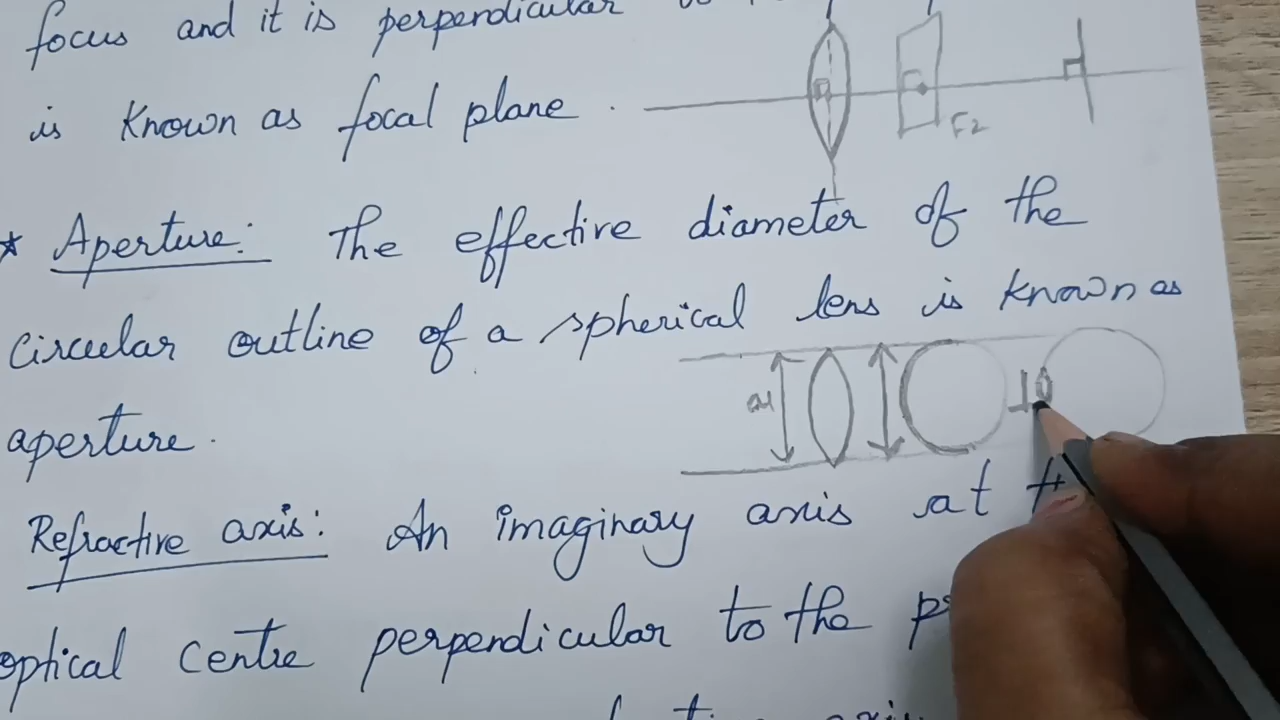 focus and it is perpendicular
is known as focal plane .
F2
* Aperture: The effective diameter of the
circular outline of a spherical lens is known as
aperture.
Refractive axis: An imaginary axis at
optical centre perpendicular to the